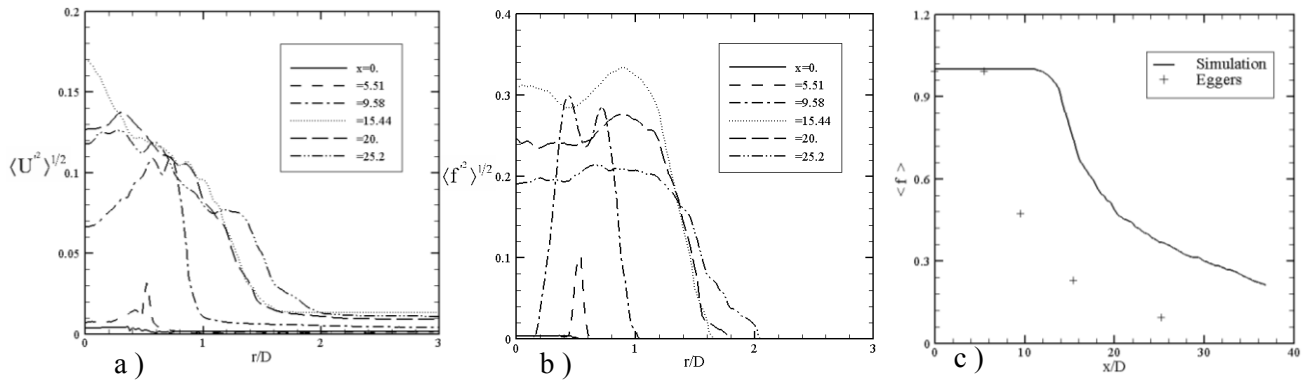 0.2
0.15
0.1
0.05
0
⟨U'²⟩¹/²
x=0.
=5.51
=9.58
=15.44
=20.
=25.2
0 1 2 3
r/D
a )
0.4
0.3
0.2
0.1
0
⟨f'²⟩¹/²
x=0.
=5.51
=9.58
=15.44
=20.
=25.2
0 1 2 3
r/D
b )
1.2
0.9
0.6
0.3
0
< f >
Simulation
Eggers
0 10 20 30 40
x/D
c )